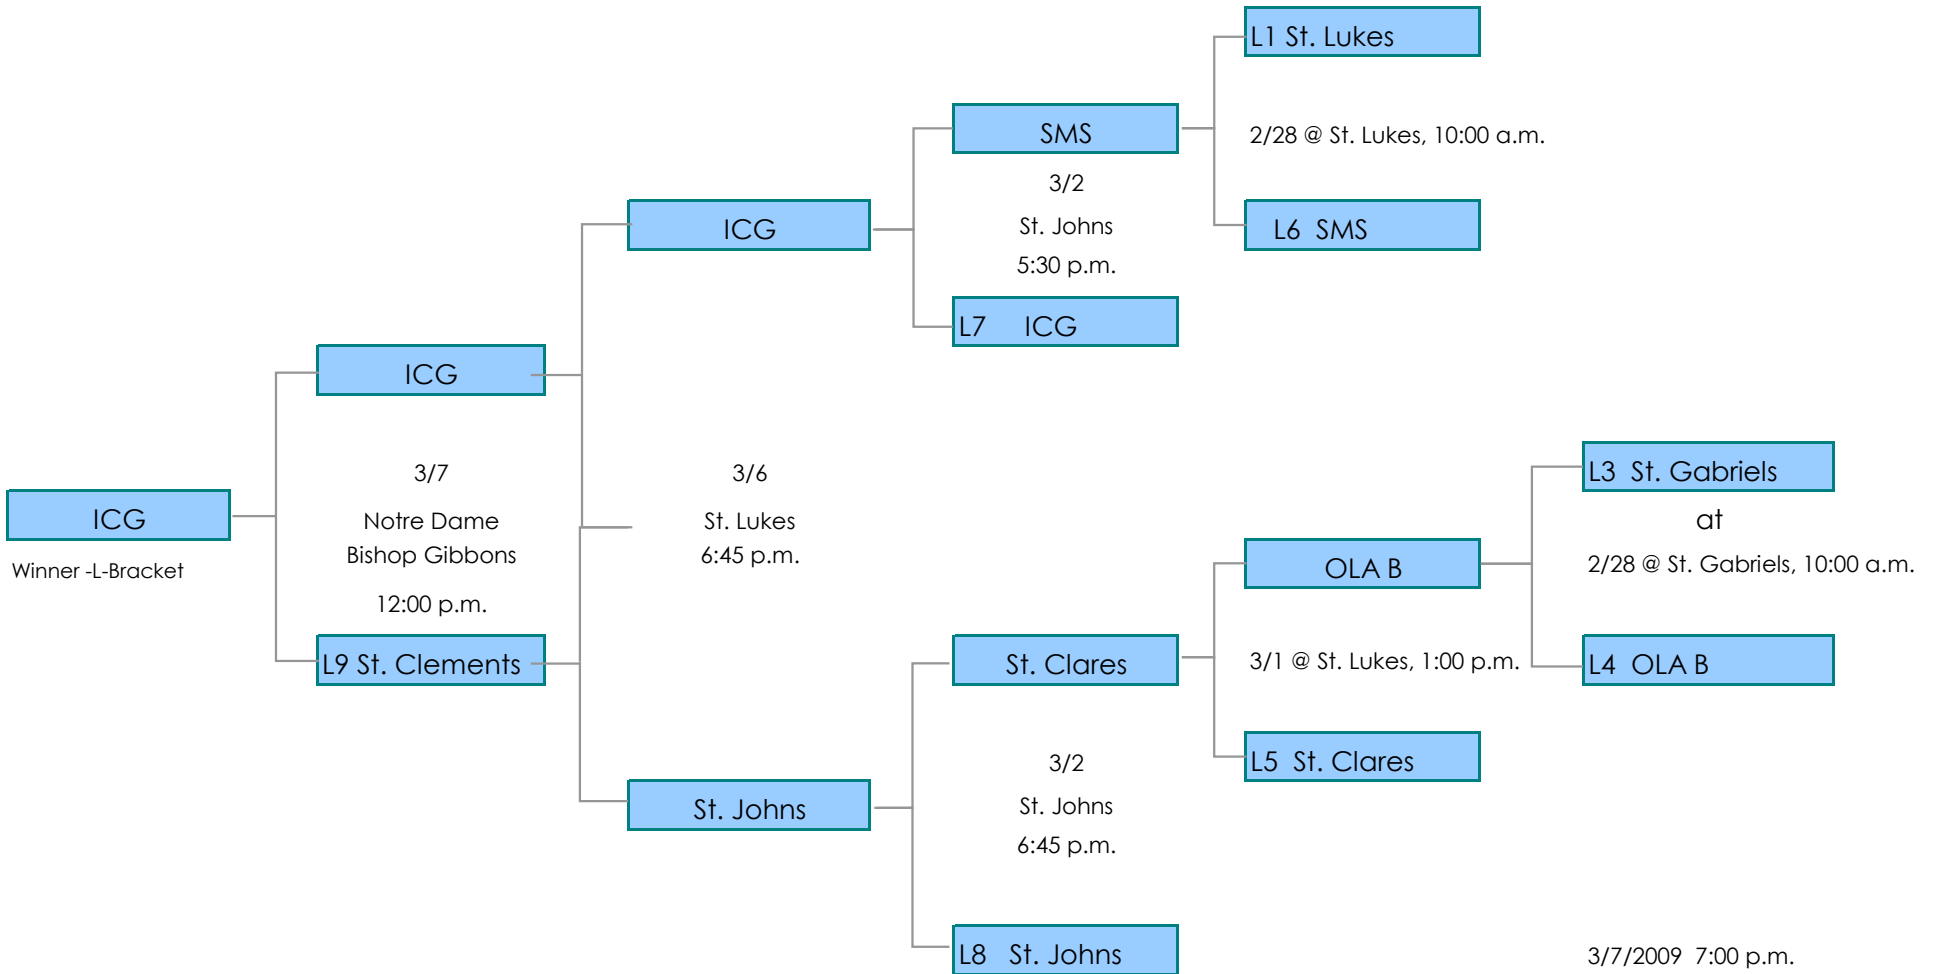 L1 St. Lukes
SMS
2/28 @ St. Lukes, 10:00 a.m.
3/2
ICG
St. Johns
L6 SMS
5:30 p.m.
L7 ICG
ICG
3/7
3/6
L3 St. Gabriels
ICG
Notre Dame
St. Lukes
at
Bishop Gibbons
6:45 p.m.
OLA B
2/28 @ St. Gabriels, 10:00 a.m.
Winner -L-Bracket
12:00 p.m.
L9 St. Clements
St. Clares
3/1 @ St. Lukes, 1:00 p.m.
L4 OLA B
3/2
L5 St. Clares
St. Johns
St. Johns
6:45 p.m.
L8 St. Johns
3/7/2009 7:00 p.m.